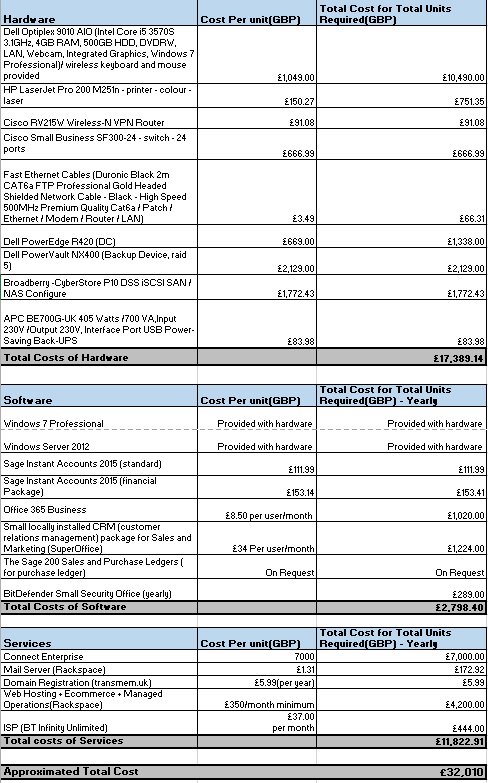 Hardware Cost Per unit(GBP) Total Cost for Total Units
Required(GBP)
Dell Optiplex 9010 AIO (Intel Core i5 3570S
3.1GHz, 4GB RAM, 500GB HDD, DVDRW,
LAN, Webcam, Integrated Graphics, Windows 7
Professional)/ wireless keyboard and mouse
provided £1,049.00 £10,490.00
HP LaserJet Pro 200 M251n - printer - colour -
laser £150.27 £751.35
Cisco RV215W Wireless-N VPN Router £91.08 £91.08
Cisco Small Business SF300-24 - switch - 24
ports £666.99 £666.99
Fast Ethernet Cables (Duronic Black 2m
CAT6a FTP Professional Gold Headed
Shielded Network Cable - Black - High Speed
500MHz Premium Quality Cat6a / Patch /
Ethernet / Modem / Router / LAN) £3.49 £66.31
Dell PowerEdge R420 (DC) £669.00 £1,338.00
Dell PowerVault NX400 (Backup Device, raid
5) £2,129.00 £2,129.00
Broadberry -CyberStore P10 DSS iSCSI SAN /
NAS Configure £1,772.43 £1,772.43
APC BE700G-UK 405 Watts /700 VA,Input
230V /Output 230V, Interface Port USB Power-
Saving Back-UPS £83.98 £83.98
Total Costs of Hardware £17,389.14
Software Cost Per Unit(GBP) Total Cost for Total Units
Required(GBP) - Yearly
Windows 7 Professional Provided with hardware Provided with hardware
Windows Server 2012 Provided with hardware Provided with hardware
Sage Instant Accounts 2015 (standard) £111.99 £111.99
Sage Instant Accounts 2015 (financial
Package) £153.14 £153.41
Office 365 Business £8.50 per user/month £1,020.00
Small locally installed CRM (customer
relations management) package for Sales and
Marketing (SuperOffice) £34 Per user/month £1,224.00
The Sage 200 Sales and Purchase Ledgers (
for purchase ledger) On Request On Request
BitDefender Small Security Office (yearly) £289.00
Total Costs of Software £2,798.40
Services Cost Per Unit(GBP) Total Cost for Total Units
Required(GBP) - Yearly
Connect Enterprise 7000 £7,000.00
Mail Server (Rackspace) £1.31 £172.92
Domain Registration (transmem.uk) £5.99(per year) £5.99
Web Hosting + Ecommerce + Managed
Operations(Rackspace) £350/month minimum £4,200.00
£37.00
ISP (BT Infinity Unlimited) per month £444.00
Total costs of Services £11,822.91
Approximated Total Cost £32,010